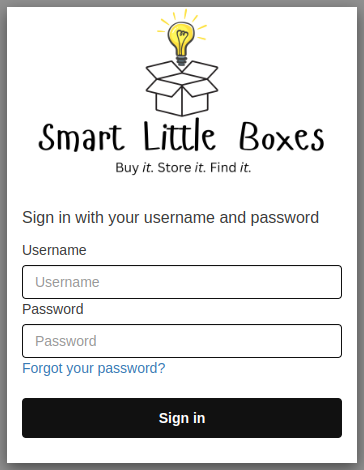 Smart Little Boxes
Buy it. Store it. Find it.
Sign in with your username and password
Username
Username
Password
Password
Forgot your password?
Sign in